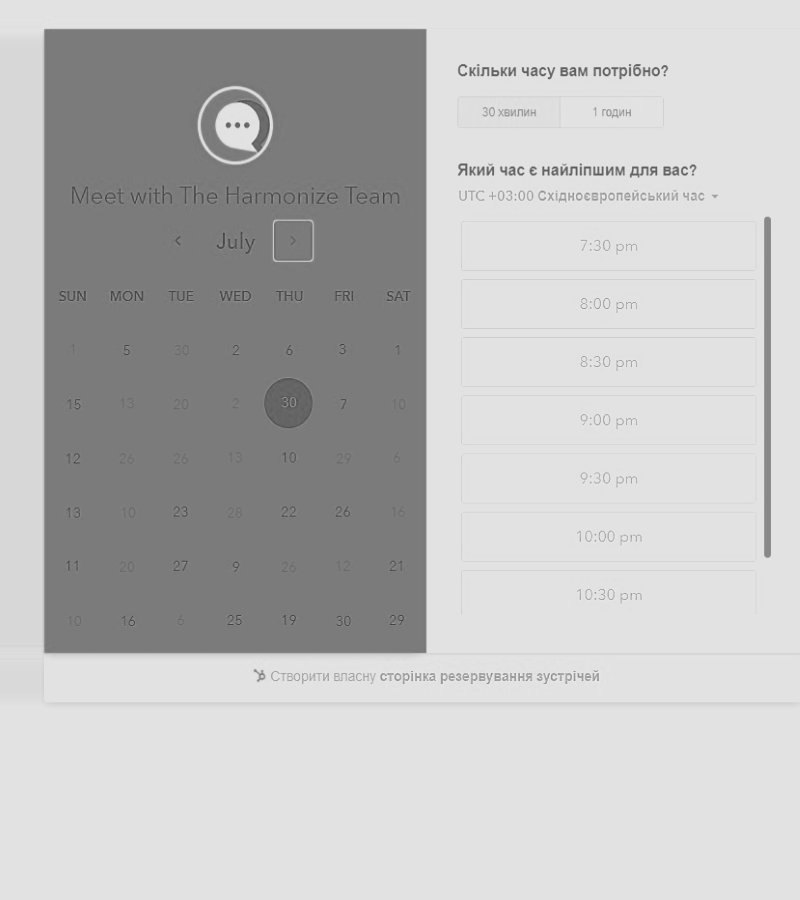 Meet with The Harmonize Team
July
SUN MON TUE WED THU FRI SAT
1 5 30 2 6 3 1
15 13 20 2 30 7 10
12 26 26 13 10 29 6
13 10 23 28 22 26 16
11 20 27 9 26 12 21
10 16 6 25 19 30 29
Скільки часу вам потрібно?
30 хвилин 1 годин
Який час є найліпшим для вас?
UTC +03:00 Східноєвропейський час
7:30 pm
8:00 pm
8:30 pm
9:00 pm
9:30 pm
10:00 pm
10:30 pm
Створити власну сторінка резервування зустрічей